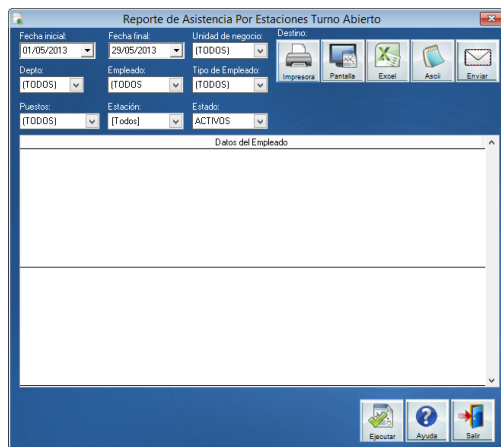 Reporte de Asistencia Por Estaciones Turno Abierto
Fecha inicial: Fecha final: Unidad de negocio: Destino:
01/05/2013 29/05/2013 (TODOS)
Impresora Pantalla Excel Ascii Enviar
Depto: Empleado: Tipo de Empleado:
(TODOS) (TODOS (TODOS)
Puestos: Estación: Estado:
(TODOS) [Todos] ACTIVOS
Datos del Empleado
Ejecutar Ayuda Salir